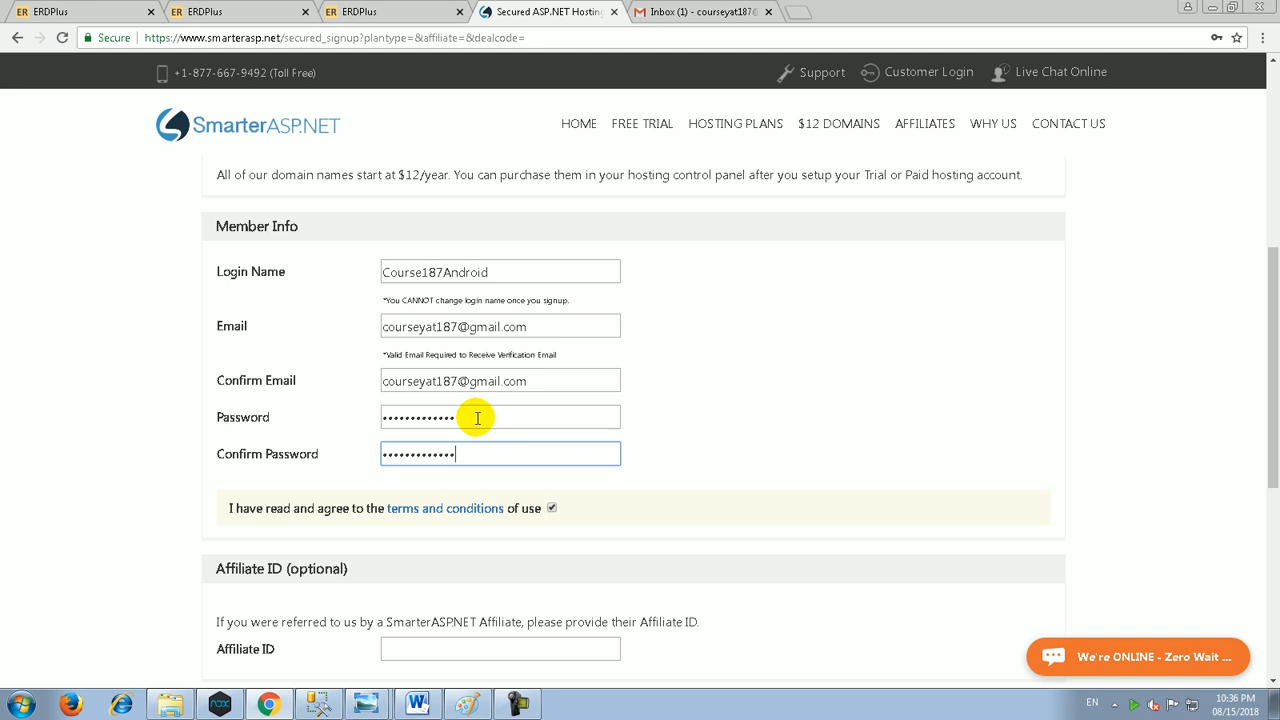 ERDPlus
ERDPlus
ERDPlus
Secured ASP.NET Hosting
Inbox (1) - courseyat187@
Secure
https://www.smarterasp.net/secured_signup?plantype=&affiliate=&dealcode=
+1-877-667-9492 (Toll Free)
Support
Customer Login
Live Chat Online
SmarterASP.NET
HOME
FREE TRIAL
HOSTING PLANS
$12 DOMAINS
AFFILIATES
WHY US
CONTACT US
All of our domain names start at $12/year. You can purchase them in your hosting control panel after you setup your Trial or Paid hosting account.
Member Info
Login Name
Course187Android
*You CANNOT change login name once you signup.
Email
courseyat187@gmail.com
*Valid Email Required to Receive Verification Email
Confirm Email
courseyat187@gmail.com
Password
•••••••••••••
Confirm Password
•••••••••••••
I have read and agree to the terms and conditions of use
Affiliate ID (optional)
If you were referred to us by a SmarterASP.NET Affiliate, please provide their Affiliate ID.
Affiliate ID
We're ONLINE - Zero Wait ...
nox
EN
10:36 PM
08/15/2018